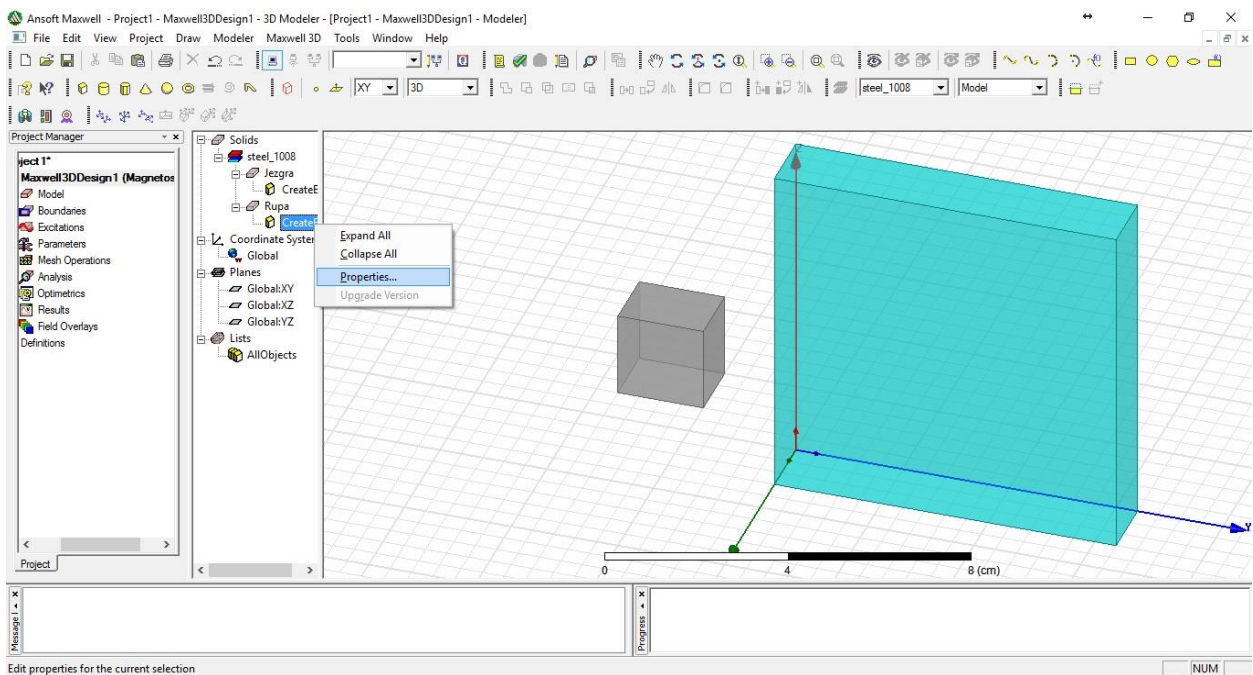 Ansoft Maxwell - Project1 - Maxwell3DDesign1 - 3D Modeler - [Project1 - Maxwell3DDesign1 - Modeler]
File Edit View Project Draw Modeler Maxwell 3D Tools Window Help
XY 3D steel_1008 Model
Project Manager
ject1*
Maxwell3DDesign1 (Magnetos
Model
Boundaries
Excitations
Parameters
Mesh Operations
Analysis
Optimetrics
Results
Field Overlays
Definitions
Project
Solids
steel_1008
Jezgra
CreateE
Rupa
CreateE
Coordinate System
Global
Planes
Global:XY
Global:XZ
Global:YZ
Lists
AllObjects
Expand All
Collapse All
Properties...
Upgrade Version
Z
Y
0 4 8 (cm)
Message
Progress
Edit properties for the current selection
NUM